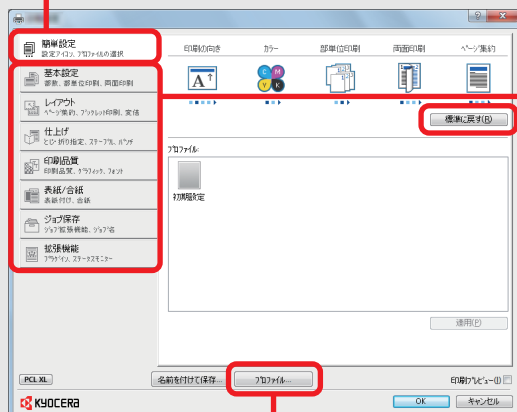 簡単設定
設定アイコン、プロファイルの選択
基本設定
部数、部単位印刷、両面印刷
レイアウト
ページ集約、ブックレット印刷、変倍
仕上げ
とじ・折り指定、ステープル、パンチ
印刷品質
印刷品質、グラフィック、フォント
表紙/合紙
表紙付け、合紙
ジョブ保存
ジョブ拡張機能、ジョブ名
拡張機能
プラグイン、ステータスモニター
印刷の向き カラー 部単位印刷 両面印刷 ページ集約
A
C M Y K
標準に戻す(R)
プロファイル:
初期設定
適用(P)
PCL XL
名前を付けて保存... プロファイル... 印刷プレビュー(I)
KYOCERA
OK キャンセル